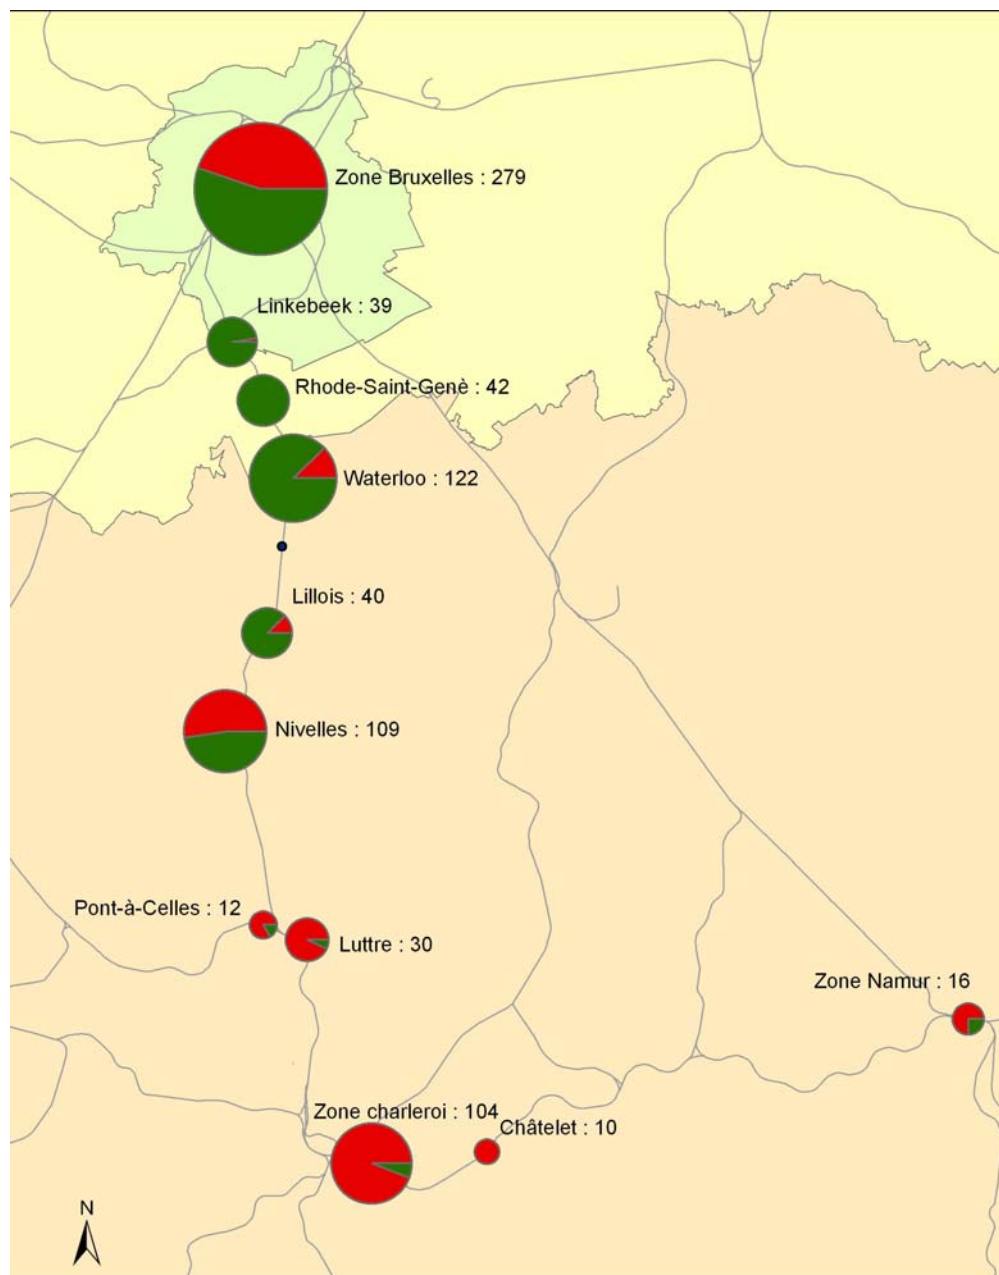 Zone Bruxelles : 279
Linkebeek : 39
Rhode-Saint-Genè : 42
Waterloo : 122
Lillois : 40
Nivelles : 109
Pont-à-Celles : 12
Luttre : 30
Zone Namur : 16
Zone charleroi : 104
Châtelet : 10
N